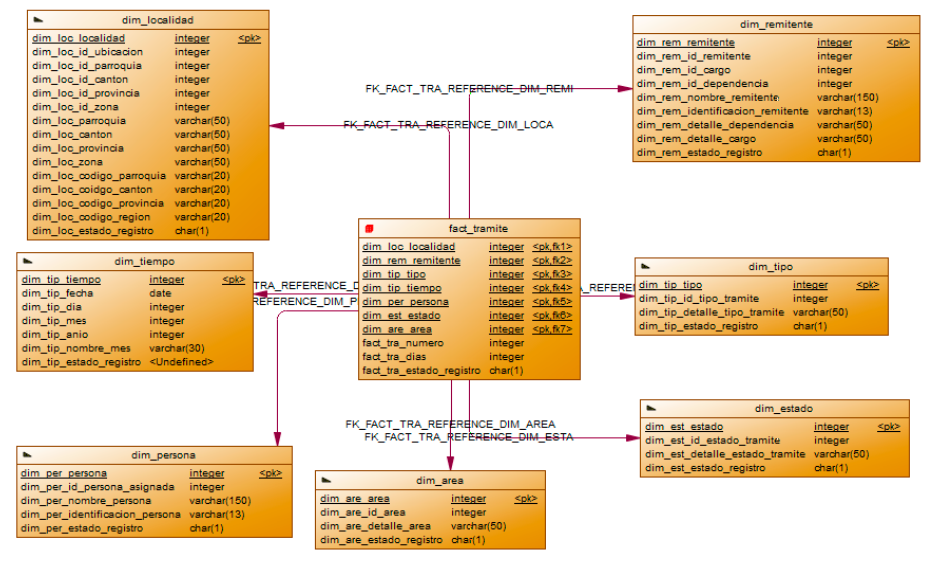 dim_localidad
dim_loc_localidad integer <pk>
dim_loc_id_ubicacion integer
dim_loc_id_parroquia integer
dim_loc_id_canton integer
dim_loc_id_provincia integer
dim_loc_id_zona integer
dim_loc_parroquia varchar(50)
dim_loc_canton varchar(50)
dim_loc_provincia varchar(50)
dim_loc_zona varchar(50)
dim_loc_codigo_parroquia varchar(20)
dim_loc_coidgo_canton varchar(20)
dim_loc_codigo_provincia varchar(20)
dim_loc_codigo_region varchar(20)
dim_loc_estado_registro char(1)
dim_remitente
dim_rem_remitente integer <pk>
dim_rem_id_remitente integer
dim_rem_id_cargo integer
dim_rem_id_dependencia integer
dim_rem_nombre_remitente varchar(150)
dim_rem_identificacion_remitente varchar(13)
dim_rem_detalle_dependencia varchar(50)
dim_rem_detalle_cargo varchar(50)
dim_rem_estado_registro char(1)
FK_FACT_TRA_REFERENCE_DIM_REMI
FK_FACT_TRA_REFERENCE_DIM_LOCA
fact_tramite
dim_loc_localidad integer <pk,fk1>
dim_rem_remitente integer <pk,fk2>
dim_tip_tipo integer <pk,fk3>
dim_tip_tiempo integer <pk,fk4>
dim_per_persona integer <pk,fk5>
dim_est_estado integer <pk,fk6>
dim_are_area integer <pk,fk7>
fact_tra_numero integer
fact_tra_dias integer
fact_tra_estado_registro char(1)
dim_tiempo
dim_tip_tiempo integer <pk>
dim_tip_fecha date
dim_tip_dia integer
dim_tip_mes integer
dim_tip_anio integer
dim_tip_nombre_mes varchar(30)
dim_tip_estado_registro <Undefined>
TRA_REFERENCE_D
REFERENCE_DIM_P
REFEREN
dim_tipo
dim_tip_tipo integer <pk>
dim_tip_id_tipo_tramite integer
dim_tip_detalle_tipo_tramite varchar(50)
dim_tip_estado_registro char(1)
FK_FACT_TRA_REFERENCE_DIM_AREA
FK_FACT_TRA_REFERENCE_DIM_ESTA
dim_estado
dim_est_estado integer <pk>
dim_est_id_estado_tramite integer
dim_est_detalle_estado_tramite varchar(50)
dim_est_estado_registro char(1)
dim_persona
dim_per_persona integer <pk>
dim_per_id_persona_asignada integer
dim_per_nombre_persona varchar(150)
dim_per_identificacion_persona varchar(13)
dim_per_estado_registro char(1)
dim_area
dim_are_area integer <pk>
dim_are_id_area integer
dim_are_detalle_area varchar(50)
dim_are_estado_registro char(1)